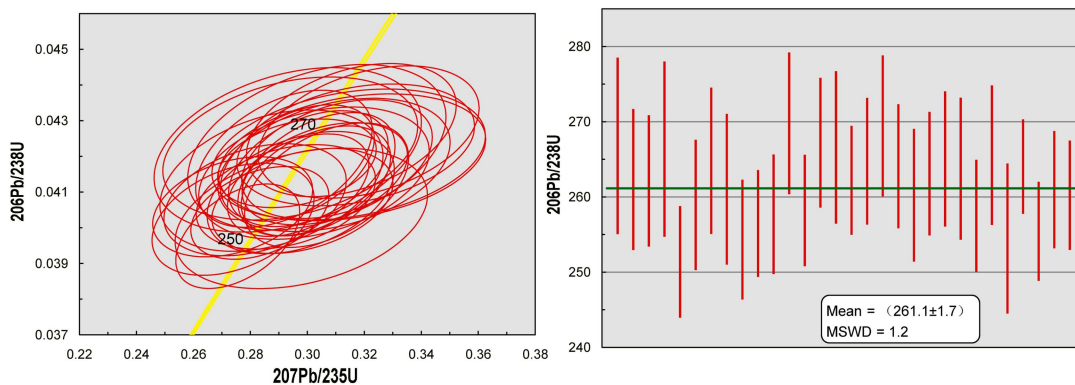 0.045
0.043
0.041
0.039
0.037
206Pb/238U
270
250
0.22 0.24 0.26 0.28 0.30 0.32 0.34 0.36 0.38
207Pb/235U
280
270
260
250
240
206Pb/238U
Mean = （261.1±1.7）
MSWD = 1.2